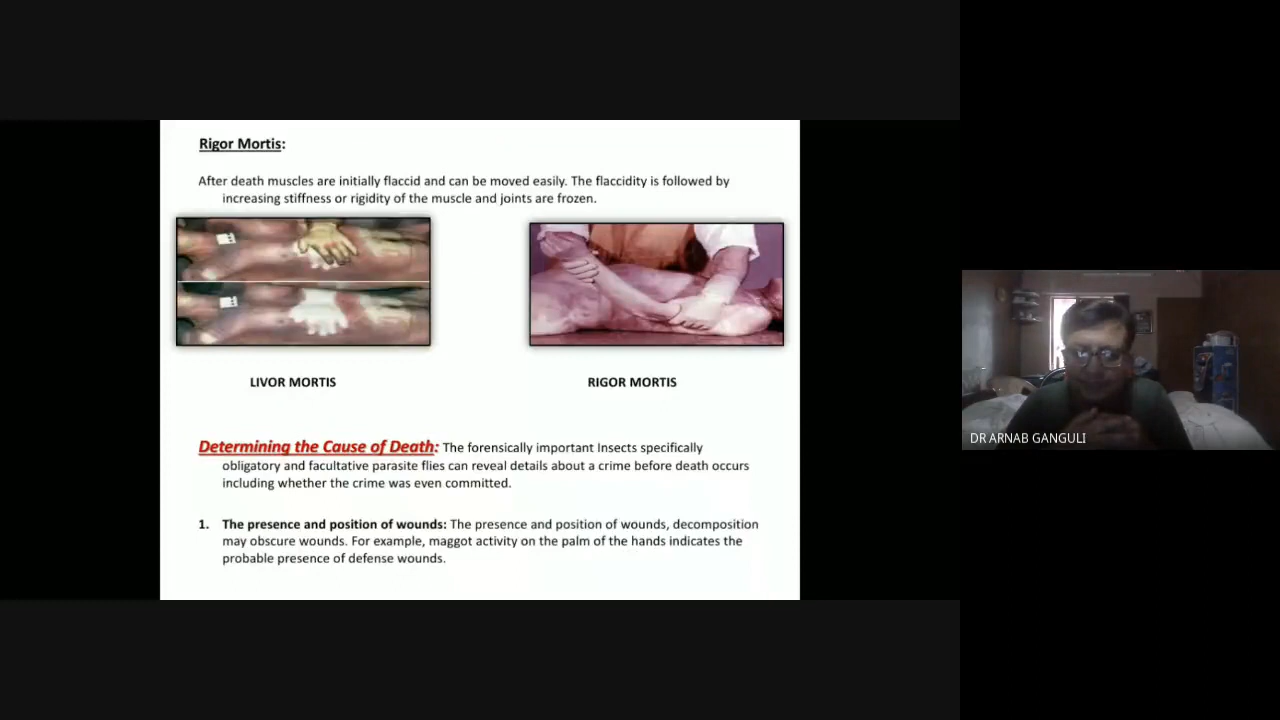 Rigor Mortis:
After death muscles are initially flaccid and can be moved easily. The flaccidity is followed by
increasing stiffness or rigidity of the muscle and joints are frozen.
LIVOR MORTIS
RIGOR MORTIS
Determining the Cause of Death: The forensically important Insects specifically
obligatory and facultative parasite flies can reveal details about a crime before death occurs
including whether the crime was even committed.
1. The presence and position of wounds: The presence and position of wounds, decomposition
may obscure wounds. For example, maggot activity on the palm of the hands indicates the
probable presence of defense wounds.
DR ARNAB GANGULI